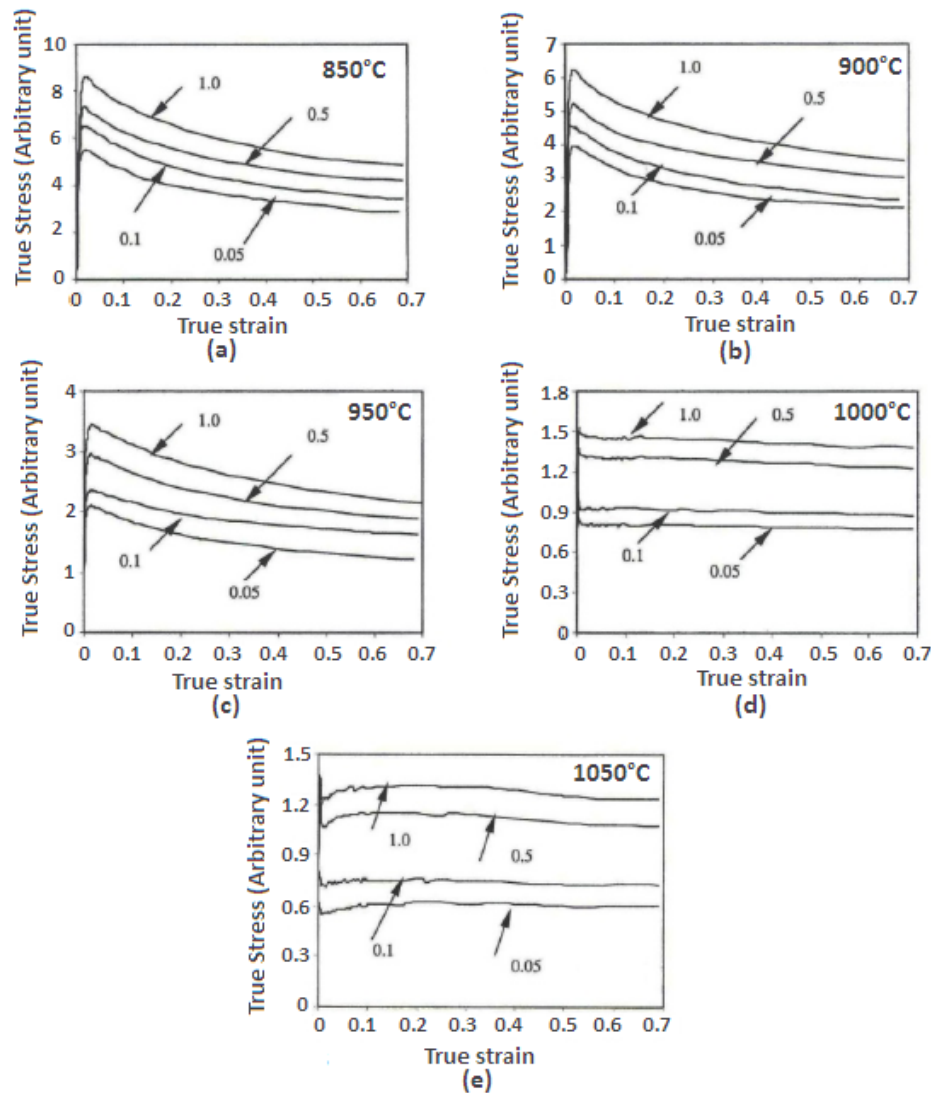 True Stress (Arbitrary unit)
10
8
6
4
2
0
850°C
1.0
0.5
0.1
0.05
0 0.1 0.2 0.3 0.4 0.5 0.6 0.7
True strain
(a)
True Stress (Arbitrary unit)
7
6
5
4
3
2
1
0
900°C
1.0
0.5
0.1
0.05
0 0.1 0.2 0.3 0.4 0.5 0.6 0.7
True strain
(b)
True Stress (Arbitrary unit)
4
3
2
1
0
950°C
1.0
0.5
0.1
0.05
0 0.1 0.2 0.3 0.4 0.5 0.6 0.7
True strain
(c)
True Stress (Arbitrary unit)
1.8
1.5
1.2
0.9
0.6
0.3
0
1000°C
1.0
0.5
0.1
0.05
0 0.1 0.2 0.3 0.4 0.5 0.6 0.7
True strain
(d)
True Stress (Arbitrary unit)
1.5
1.2
0.9
0.6
0.3
0
1050°C
1.0
0.5
0.1
0.05
0 0.1 0.2 0.3 0.4 0.5 0.6 0.7
True strain
(e)